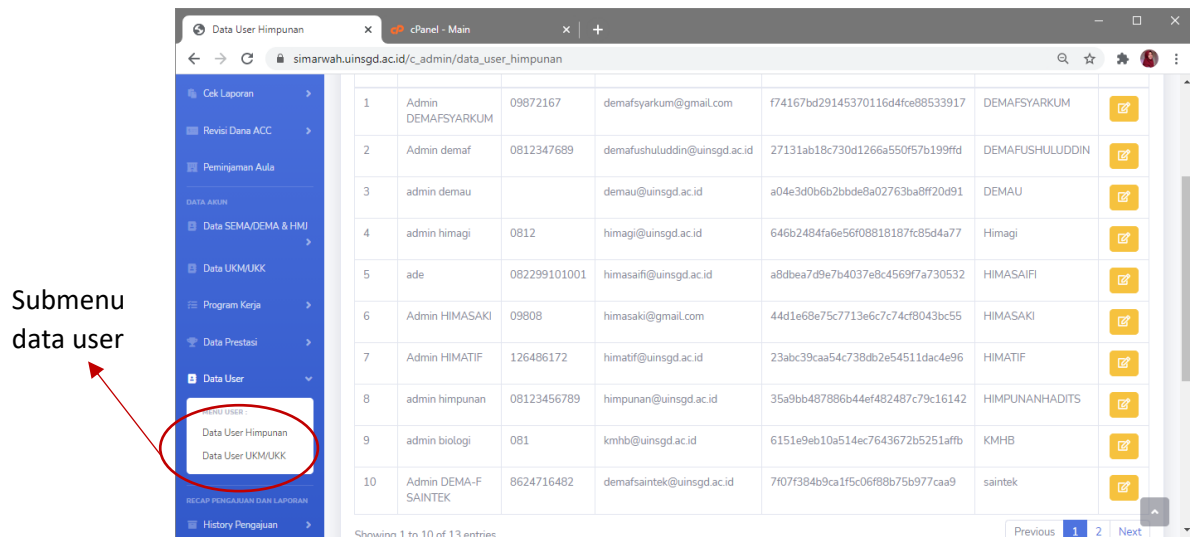 Data User Himpunan
cPanel - Main
simarwah.uinsgd.ac.id/c_admin/data_user_himpunan
Cek Laporan
Revisi Dana ACC
Peminjaman Aula
DATA AKUN
Data SEMA/DEMA & HMJ
Data UKM/UKK
Program Kerja
Data Prestasi
Data User
MENU USER :
Data User Himpunan
Data User UKM/UKK
RECAP PENGAJUAN DAN LAPORAN
History Pengajuan
Submenu
data user
1 Admin DEMAFSYARKUM 09872167 demafsyarkum@gmail.com f74167bd29145370116d4fce88533917 DEMAFSYARKUM
2 Admin demaf 0812347689 demafushuluddin@uinsgd.ac.id 27131ab18c730d1266a550f57b199ffd DEMAFUSHULUDDIN
3 admin demau demau@uinsgd.ac.id a04e3d0b6b2bbde8a02763ba8ff20d91 DEMAU
4 admin himagi 0812 himagi@uinsgd.ac.id 646b2484fa6e56f08818187fc85d4a77 Himagi
5 ade 082299101001 himasaifi@uinsgd.ac.id a8dbea7d9e7b4037e8c4569f7a730532 HIMASAIFI
6 Admin HIMASAKI 09808 himasaki@gmail.com 44d1e68e75c7713e6c7c74cf8043bc55 HIMASAKI
7 Admin HIMATIF 126486172 himatif@uinsgd.ac.id 23abc39caa54c738db2e54511dac4e96 HIMATIF
8 admin himpunan 08123456789 himpunan@uinsgd.ac.id 35a9bb487886b44ef482487c79c16142 HIMPUNANHADITS
9 admin biologi 081 kmhb@uinsgd.ac.id 6151e9eb10a514ec7643672b5251affb KMHB
10 Admin DEMA-F SAINTEK 8624716482 demafsaintek@uinsgd.ac.id 7f07f384b9ca1f5c06f88b75b977caa9 saintek
Showing 1 to 10 of 13 entries
Previous 1 2 Next